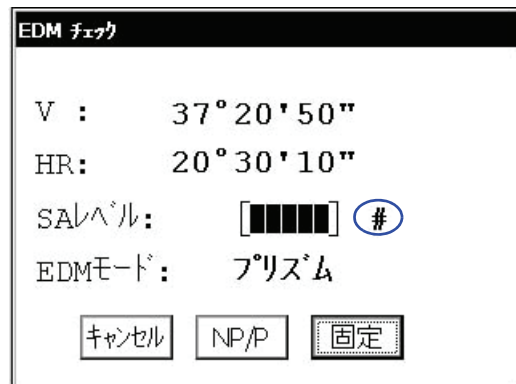 EDM ﾁｪｯｸ
V : 37°20'50"
HR: 20°30'10"
SAﾚﾍﾞﾙ: [█████] #
EDMﾓｰﾄﾞ: ﾌﾟﾘｽﾞﾑ
ｷｬﾝｾﾙ NP/P 固定